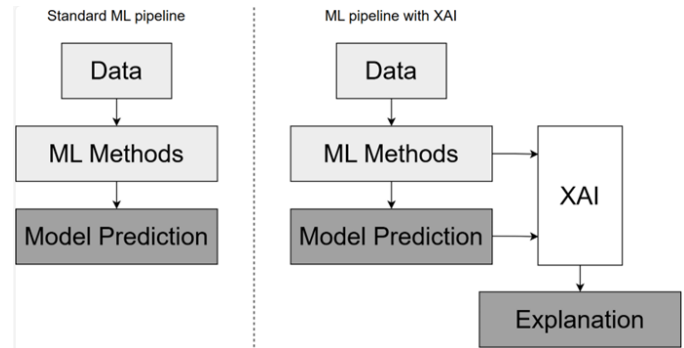 Standard ML pipeline
Data
ML Methods
Model Prediction
ML pipeline with XAI
Data
ML Methods
Model Prediction
XAI
Explanation